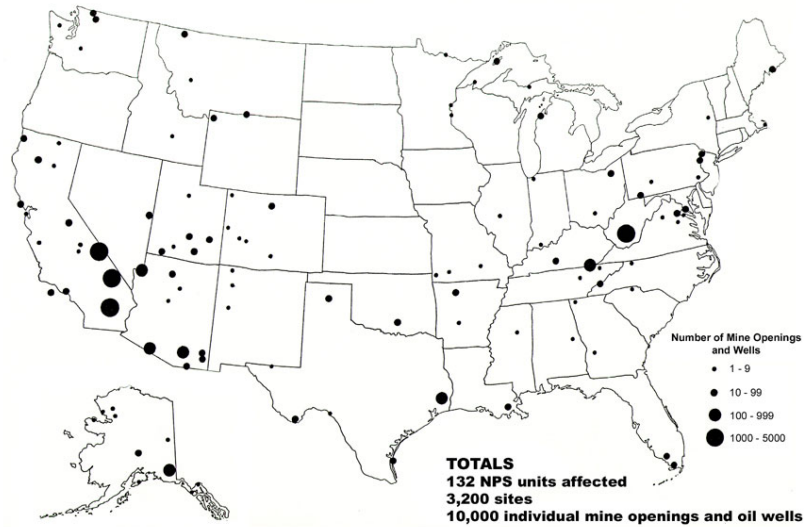 Number of Mine Openings
and Wells
1 - 9
10 - 99
100 - 999
1000 - 5000
TOTALS
132 NPS units affected
3,200 sites
10,000 individual mine openings and oil wells